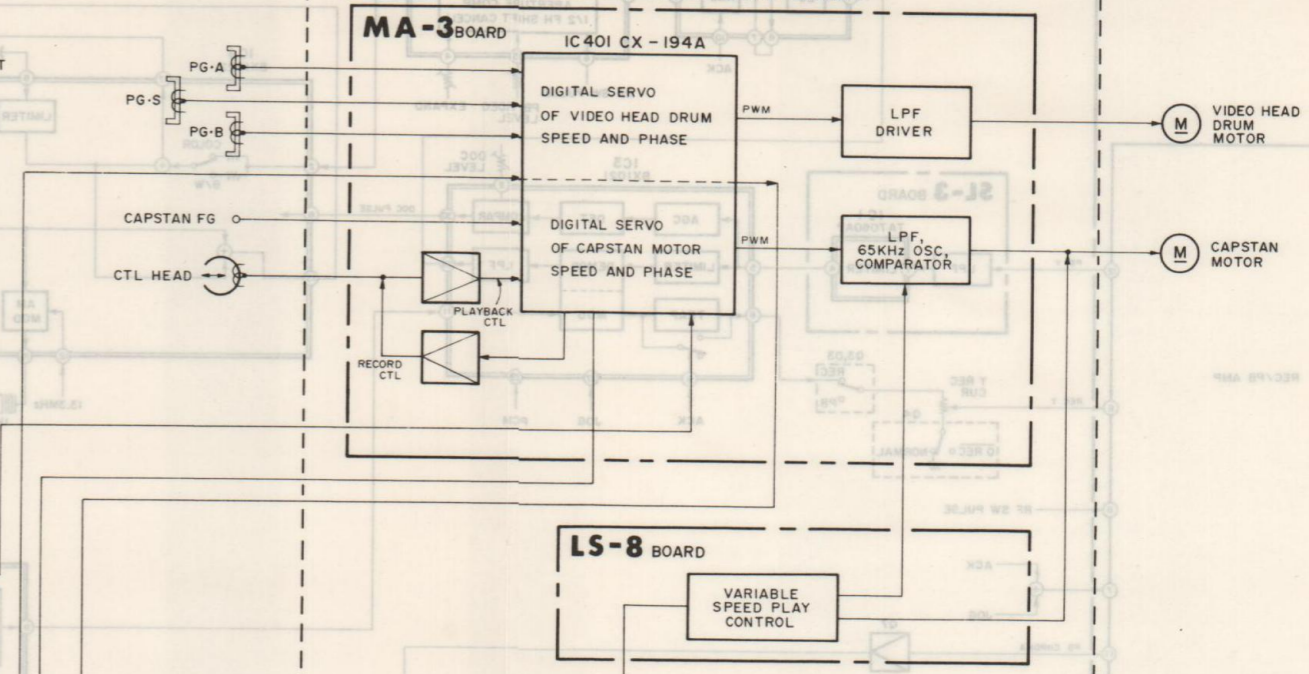 MA-3 BOARD
IC401 CX-194A
T
PG·A
PG·S
PG·B
DIGITAL SERVO
OF VIDEO HEAD DRUM
SPEED AND PHASE
PWM
LPF
DRIVER
M
VIDEO HEAD
DRUM
MOTOR
CAPSTAN FG
CTL HEAD
DIGITAL SERVO
OF CAPSTAN MOTOR
SPEED AND PHASE
PWM
LPF,
65KHz OSC,
COMPARATOR
M
CAPSTAN
MOTOR
PLAYBACK
CTL
RECORD
CTL
LS-8 BOARD
VARIABLE
SPEED PLAY
CONTROL